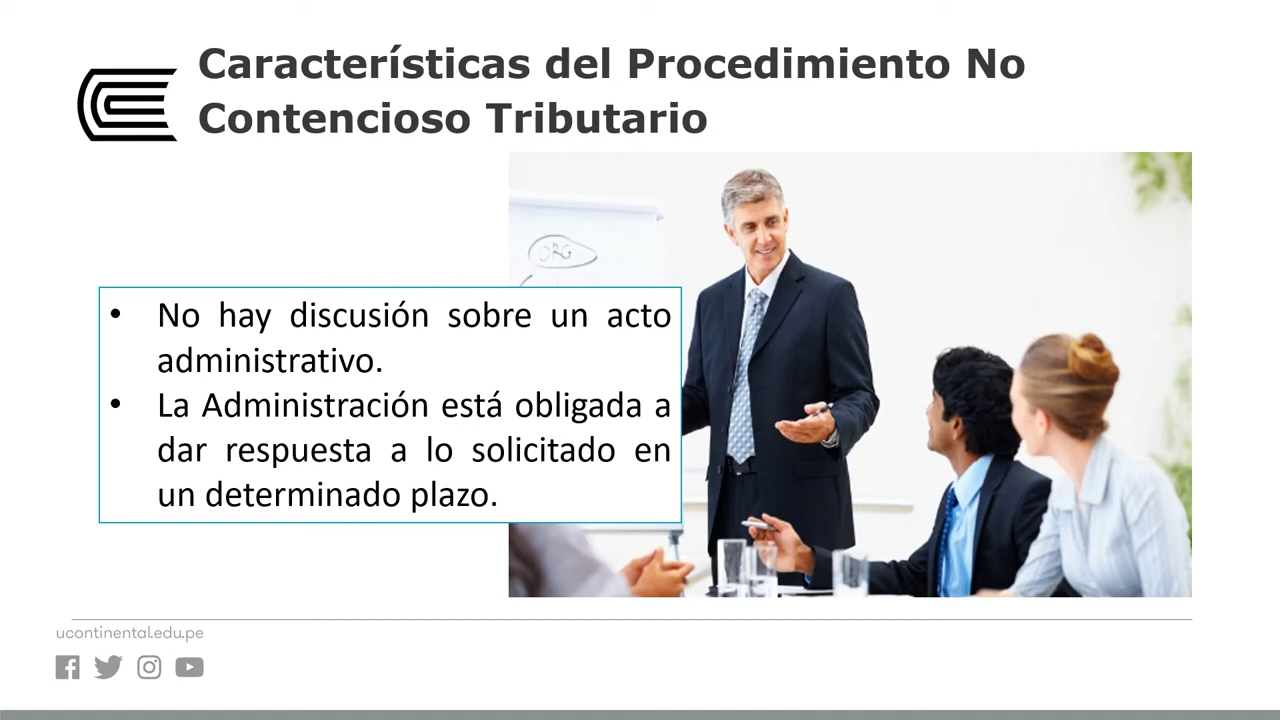 Características del Procedimiento No
Contencioso Tributario
ORG
• No hay discusión sobre un acto
administrativo.
• La Administración está obligada a
dar respuesta a lo solicitado en
un determinado plazo.
ucontinental.edu.pe